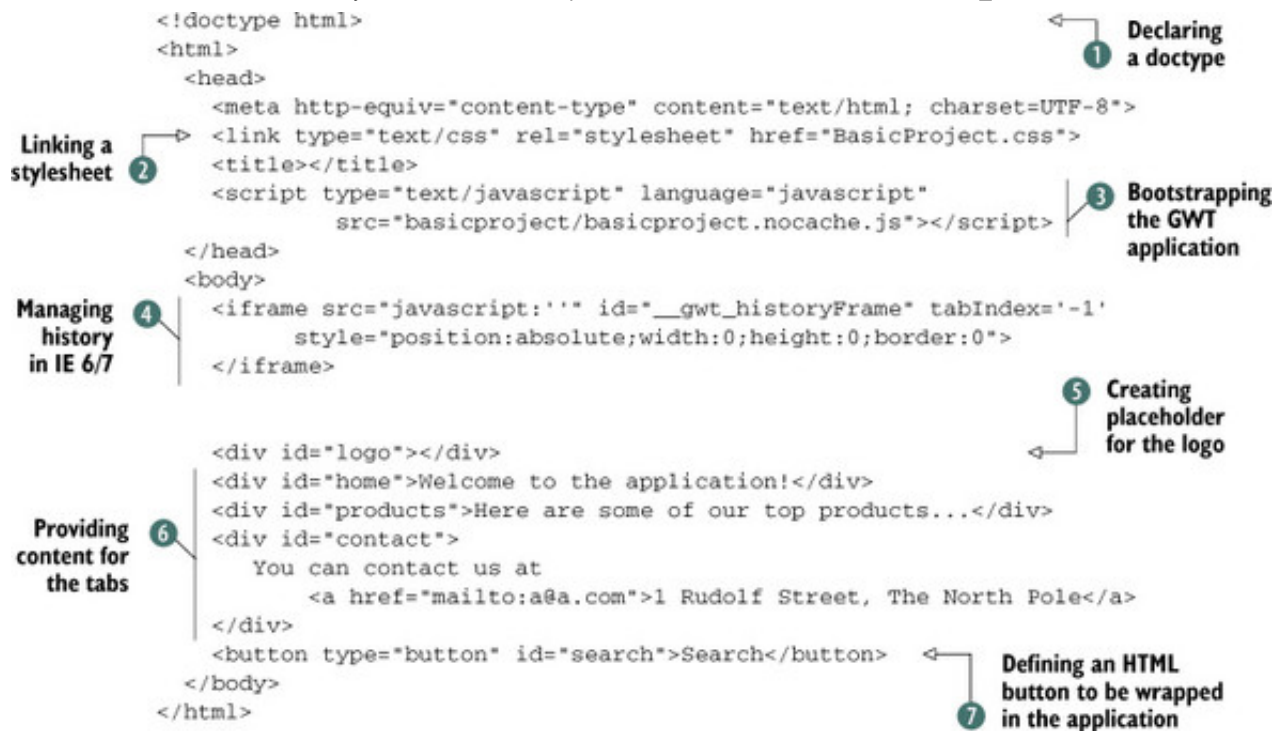 <!doctype html>
Declaring
1 a doctype
<html>
<head>
<meta http-equiv="content-type" content="text/html; charset=UTF-8">
Linking a
stylesheet 2
<link type="text/css" rel="stylesheet" href="BasicProject.css">
<title></title>
<script type="text/javascript" language="javascript"
src="basicproject/basicproject.nocache.js"></script>
3 Bootstrapping
the GWT
application
</head>
<body>
Managing 4
history
in IE 6/7
<iframe src="javascript:''" id="__gwt_historyFrame" tabIndex='-1'
style="position:absolute;width:0;height:0;border:0">
</iframe>
5 Creating
placeholder
for the logo
<div id="logo"></div>
<div id="home">Welcome to the application!</div>
<div id="products">Here are some of our top products...</div>
Providing 6
content for
the tabs
<div id="contact">
You can contact us at
<a href="mailto:a@a.com">1 Rudolf Street, The North Pole</a>
</div>
<button type="button" id="search">Search</button>
Defining an HTML
button to be wrapped
7 in the application
</body>
</html>